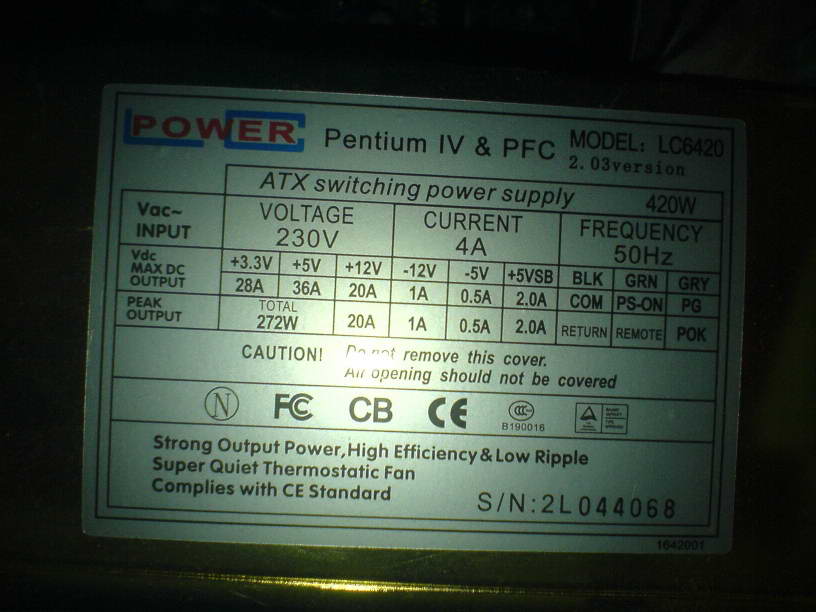 POWER Pentium IV & PFC MODEL: LC6420
2.03version
ATX switching power supply 420W
Vac~ INPUT VOLTAGE 230V CURRENT 4A FREQUENCY 50Hz
Vdc MAX DC OUTPUT +3.3V +5V +12V -12V -5V +5VSB BLK GRN GRY
28A 36A 20A 1A 0.5A 2.0A COM PS-ON PG
PEAK OUTPUT TOTAL 272W 20A 1A 0.5A 2.0A RETURN REMOTE POK
CAUTION! Do not remove this cover.
All opening should not be covered
N FC CB CE CCC
B190016
Strong Output Power,High Efficiency & Low Ripple
Super Quiet Thermostatic Fan
Complies with CE Standard
S/N:2L044068
1642001